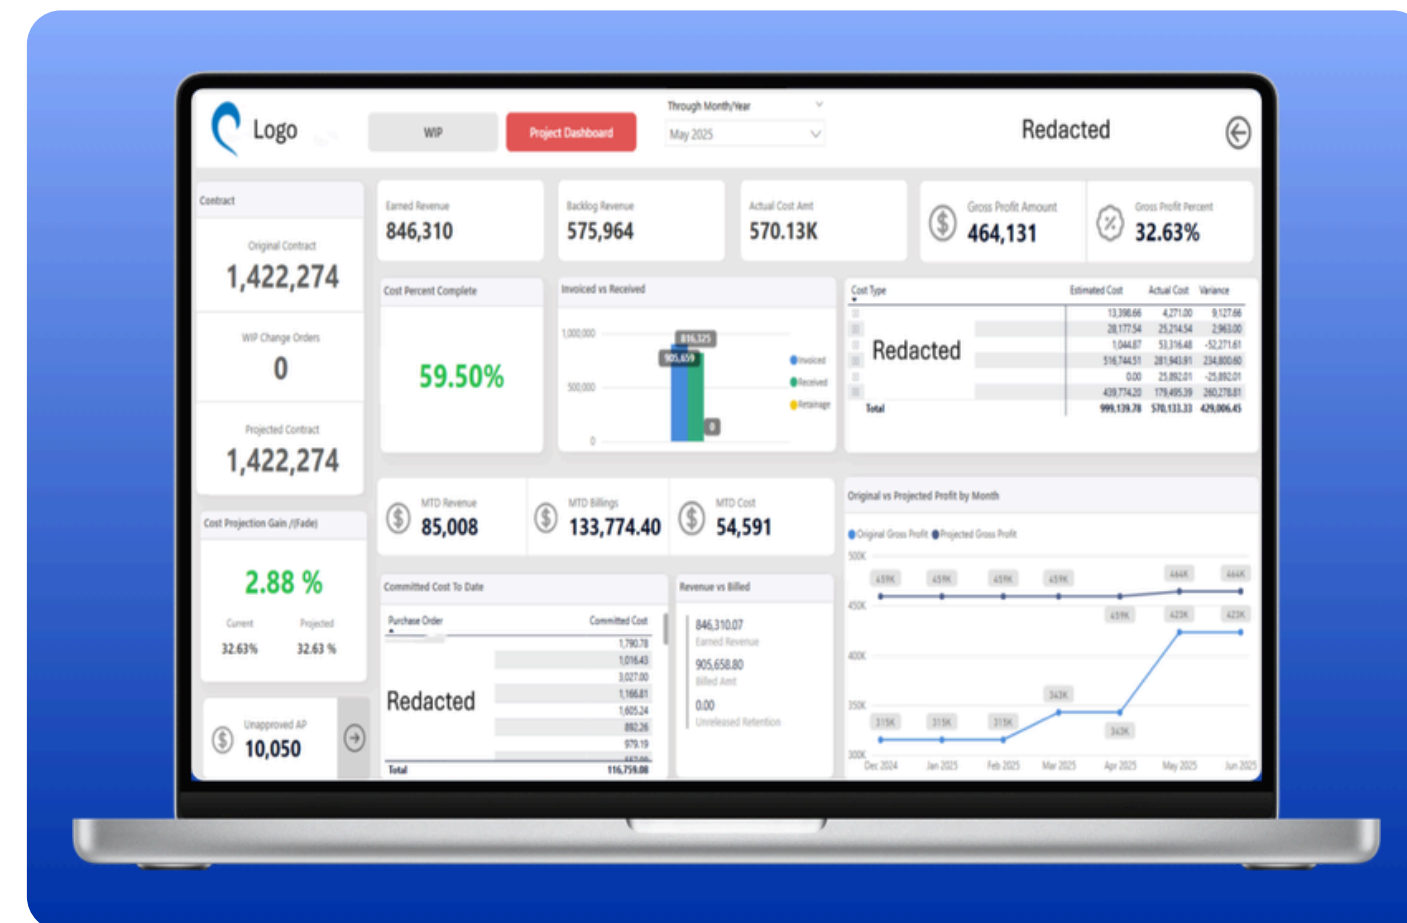 Logo
WIP
Project Dashboard
Through Month/Year
May 2025
Redacted
Contract
Original Contract
1,422,274
WIP Change Orders
0
Projected Contract
1,422,274
Cost Projection Gain /(Fade)
2.88 %
Current Projected
32.63% 32.63 %
Unapproved AP
10,050
Earned Revenue
846,310
Backlog Revenue
575,964
Actual Cost Amt
570.13K
Gross Profit Amount
464,131
Gross Profit Percent
32.63%
Cost Percent Complete
59.50%
Invoiced vs Received
1,000,000
500,000
0
816,325
905,659
0
Invoiced
Received
Retainage
Cost Type Estimated Cost Actual Cost Variance
Redacted
13,398.66 4,271.00 9,127.66
28,177.54 25,214.54 2,963.00
1,044.87 53,316.48 -52,271.61
516,744.51 281,943.91 234,800.60
0.00 25,892.01 -25,892.01
439,774.20 179,495.39 260,278.81
Total 999,139.78 570,133.33 429,006.45
MTD Revenue
85,008
MTD Billings
133,774.40
MTD Cost
54,591
Committed Cost To Date
Purchase Order Committed Cost
Redacted
1,790.78
1,016.43
3,027.00
1,166.81
1,605.24
892.26
979.19
Total 116,759.08
Revenue vs Billed
846,310.07
Earned Revenue
905,658.80
Billed Amt
0.00
Unreleased Retention
Original vs Projected Profit by Month
Original Gross Profit Projected Gross Profit
500K
450K
400K
350K
300K
459K 459K 459K 459K 459K 464K 464K
315K 315K 315K 343K 343K 423K 423K
Dec 2024 Jan 2025 Feb 2025 Mar 2025 Apr 2025 May 2025 Jun 2025